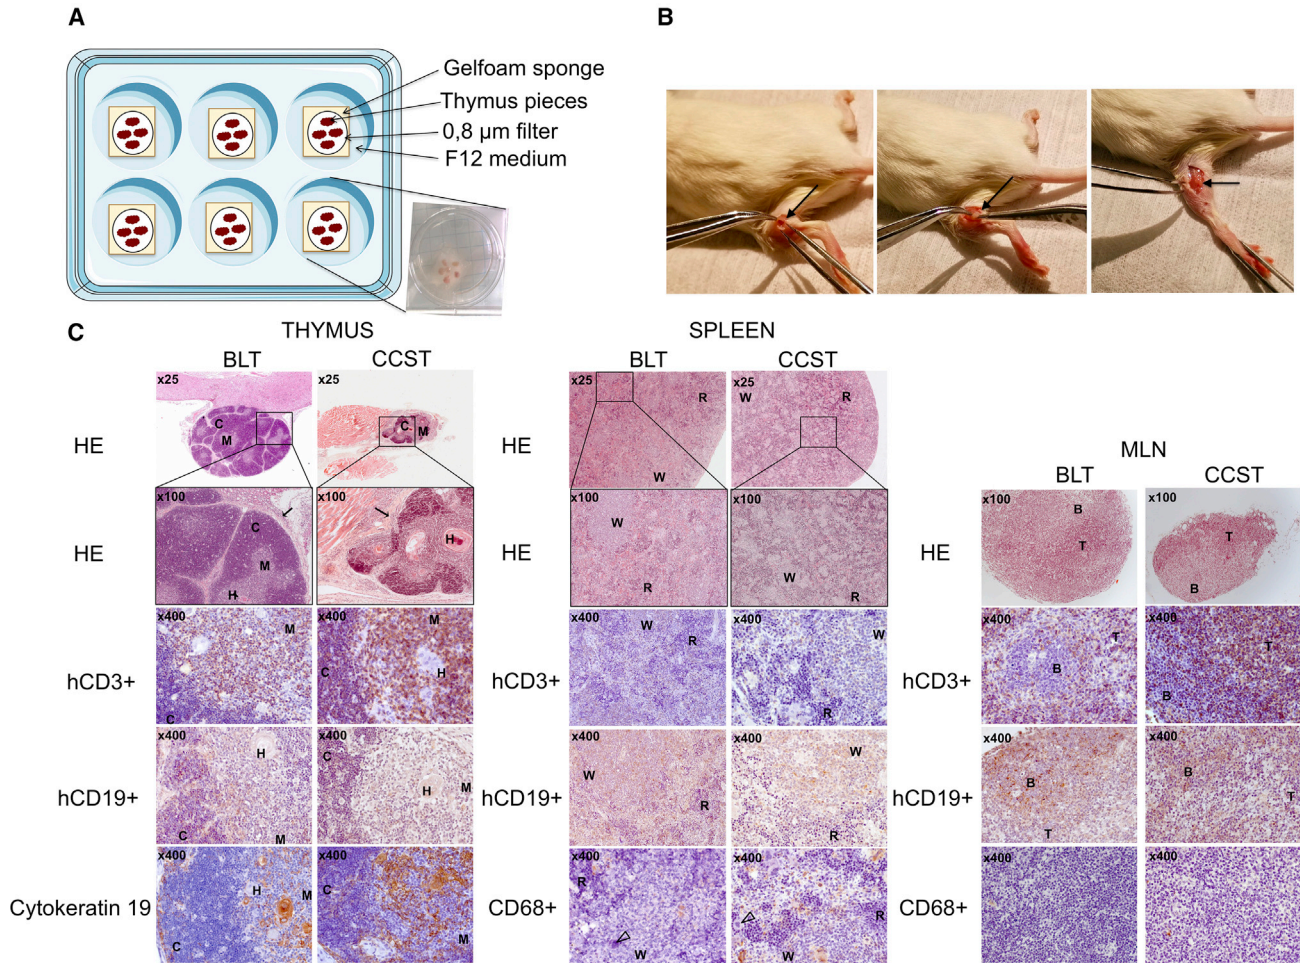 A
B
Gelfoam sponge
Thymus pieces
0,8 µm filter
F12 medium
C
THYMUS
SPLEEN
BLT
CCST
BLT
CCST
HE
x25
C
M
x25
C
M
HE
x25
R
W
x25
W
R
MLN
BLT
CCST
HE
x100
C
M
H
x100
H
HE
x100
W
R
x100
W
R
HE
x100
B
T
x100
T
B
hCD3+
x400
M
C
x400
M
C
H
hCD3+
x400
W
R
x400
W
R
hCD3+
x400
T
B
x400
T
B
hCD19+
x400
H
C
M
x400
C
H
M
hCD19+
x400
W
R
x400
W
R
hCD19+
x400
B
T
x400
B
T
Cytokeratin 19
x400
H
M
C
x400
C
M
CD68+
x400
R
W
x400
R
W
CD68+
x400
x400